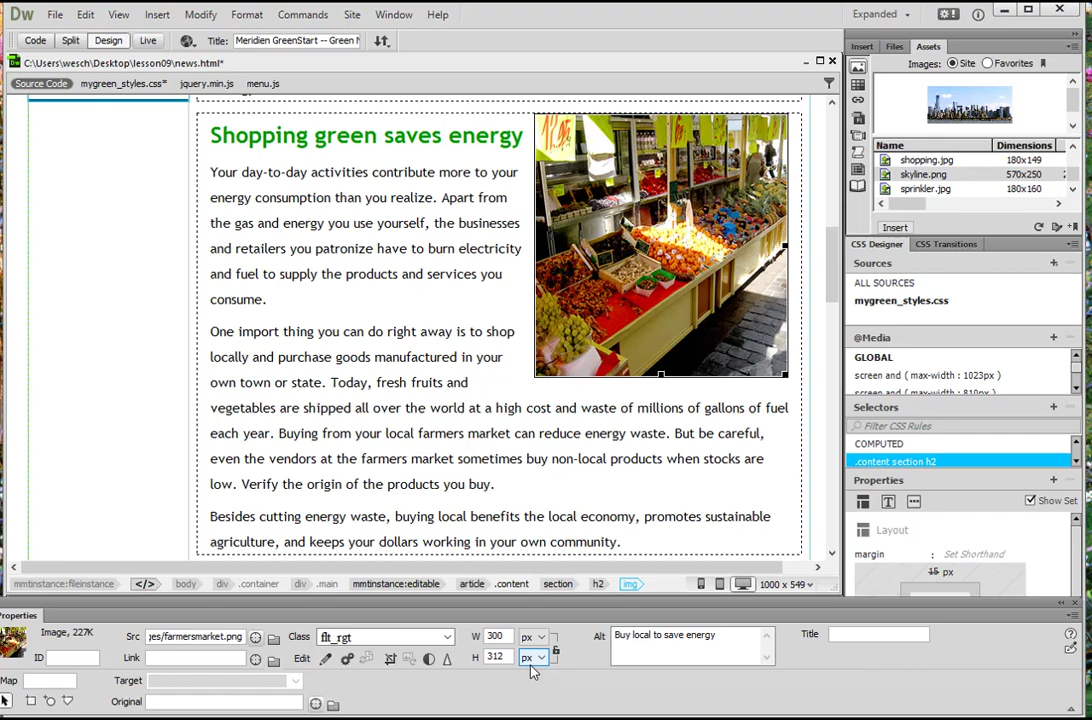 Dw File Edit View Insert Modify Format Commands Site Window Help Expanded
Code Split Design Live Title: Meridien GreenStart -- Green
C:\Users\wesch\Desktop\lesson09\news.html*
Source Code mygreen_styles.css* jquery.min.js menu.js
Shopping green saves energy
Your day-to-day activities contribute more to your
energy consumption than you realize. Apart from
the gas and energy you use yourself, the businesses
and retailers you patronize have to burn electricity
and fuel to supply the products and services you
consume.
One import thing you can do right away is to shop
locally and purchase goods manufactured in your
own town or state. Today, fresh fruits and
vegetables are shipped all over the world at a high cost and waste of millions of gallons of fuel
each year. Buying from your local farmers market can reduce energy waste. But be careful,
even the vendors at the farmers market sometimes buy non-local products when stocks are
low. Verify the origin of the products you buy.
Besides cutting energy waste, buying local benefits the local economy, promotes sustainable
agriculture, and keeps your dollars working in your own community.
Insert Files Assets
Images: Site Favorites
Name Dimensions
shopping.jpg 180x149
skyline.png 570x250
sprinkler.jpg 180x160
Insert
CSS Designer CSS Transitions
Sources
ALL SOURCES
mygreen_styles.css
@Media
GLOBAL
screen and ( max-width : 1023px )
screen and ( max-width : 810px )
Selectors
Filter CSS Rules
COMPUTED
.content section h2
Properties
Show Set
Layout
margin : Set Shorthand
15 px
mmtinstance:fileinstance </> body div .container div .main mmtinstance:editable article .content section h2 img 1000 x 549
Properties
Image, 227K Src ges/farmersmarket.png Class flt_rgt W 300 px Alt Buy local to save energy Title
ID Link Edit H 312 px
Map Target
Original